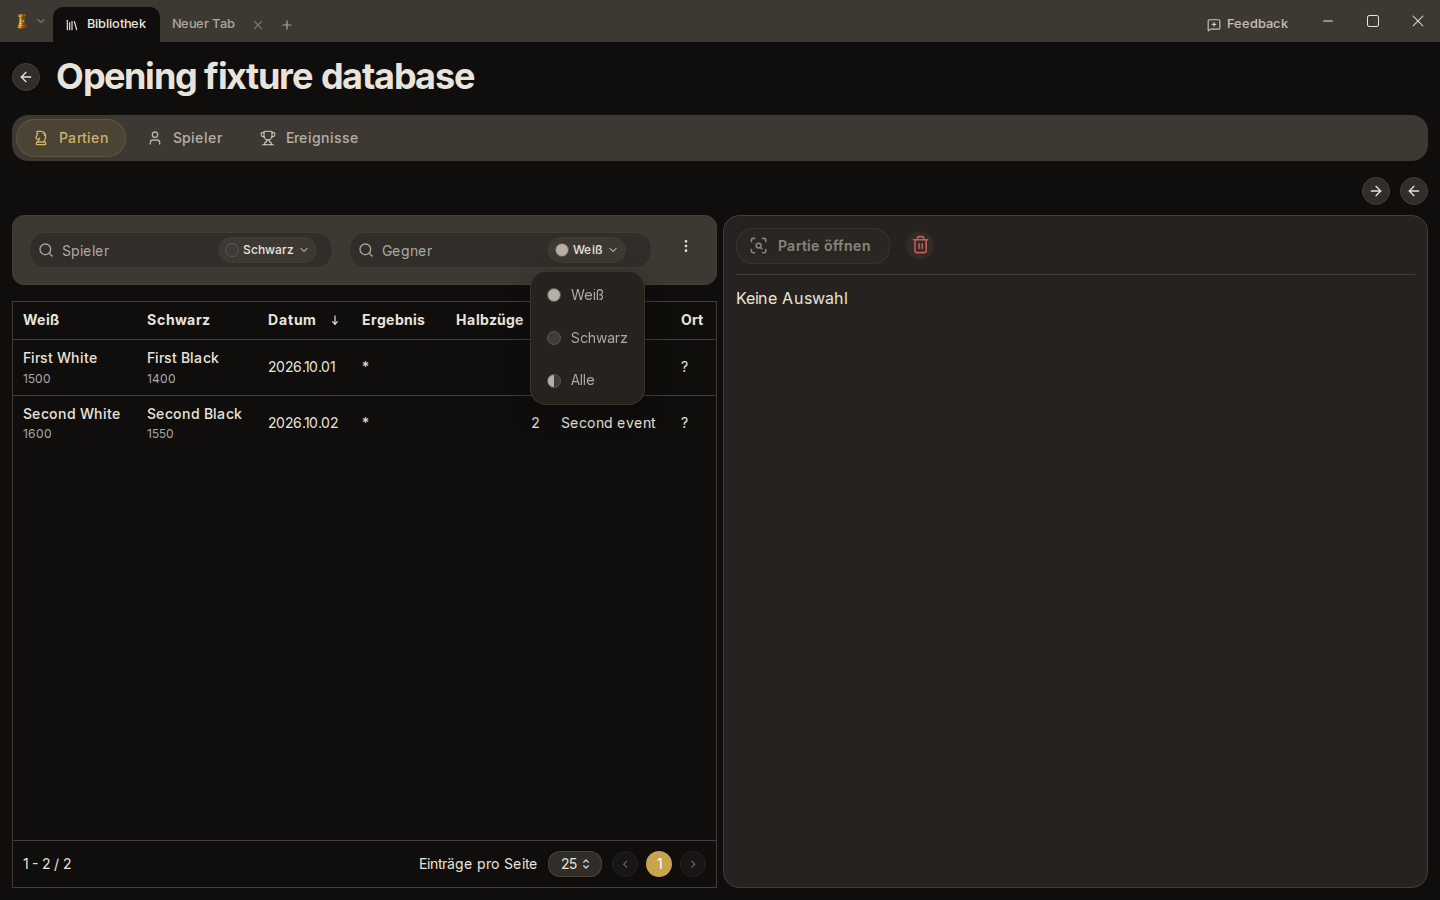 Bibliothek
Neuer Tab
Feedback
Opening fixture database
Partien
Spieler
Ereignisse
Spieler
Schwarz
Gegner
Weiß
Partie öffnen
Keine Auswahl
Weiß
Schwarz
Alle
Weiß Schwarz Datum Ergebnis Halbzüge Ort
First White First Black 2026.10.01 * ?
1500 1400
Second White Second Black 2026.10.02 * 2 Second event ?
1600 1550
1 - 2 / 2
Einträge pro Seite 25 1